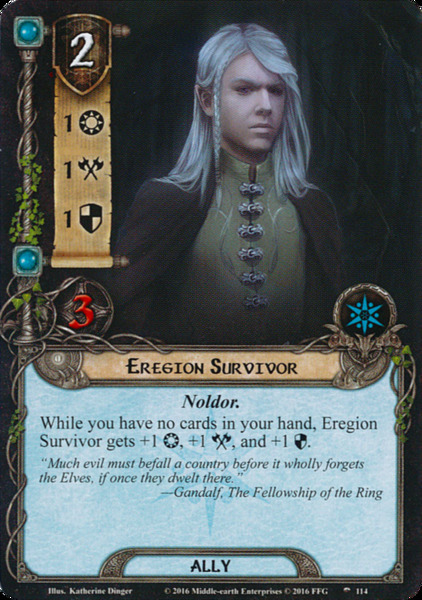 2
1
1
1
3
Eregion Survivor
Noldor.
While you have no cards in your hand, Eregion
Survivor gets +1 , +1 , and +1 .
“Much evil must befall a country before it wholly forgets
the Elves, if once they dwelt there.”
—Gandalf, The Fellowship of the Ring
ALLY
Illus. Katherine Dinger © 2016 Middle-earth Enterprises © 2016 FFG 114